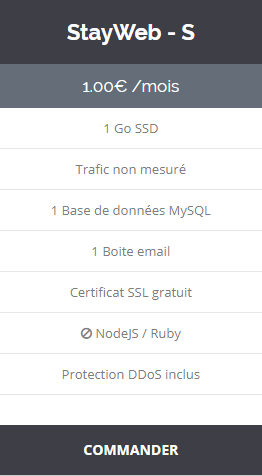 StayWeb - S
1.00€ /mois
1 Go SSD
Trafic non mesuré
1 Base de données MySQL
1 Boite email
Certificat SSL gratuit
NodeJS / Ruby
Protection DDoS inclus
COMMANDER